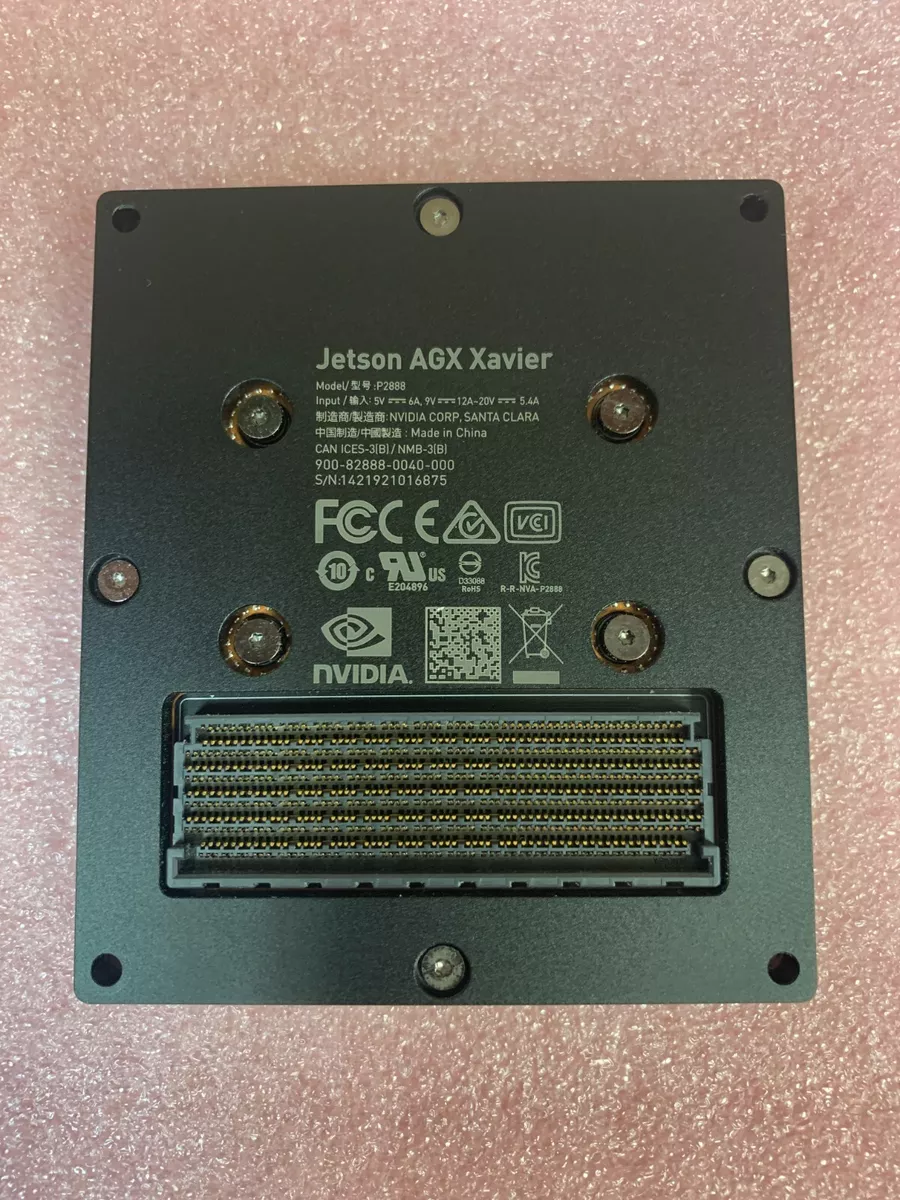 Jetson AGX Xavier
Model/型号:P2888
Input / 输入: 5V⎓6A, 9V⎓12A-20V⎓5.4A
制造商/製造商: NVIDIA CORP, SANTA CLARA
中国制造/中國製造 : Made in China
CAN ICES-3(B) / NMB-3(B)
900-82888-0040-000
S/N:1421921016875
FC CE VCI
10 c UL US
E204896
D33088
RoHS
R-R-NVA-P2888
NVIDIA.